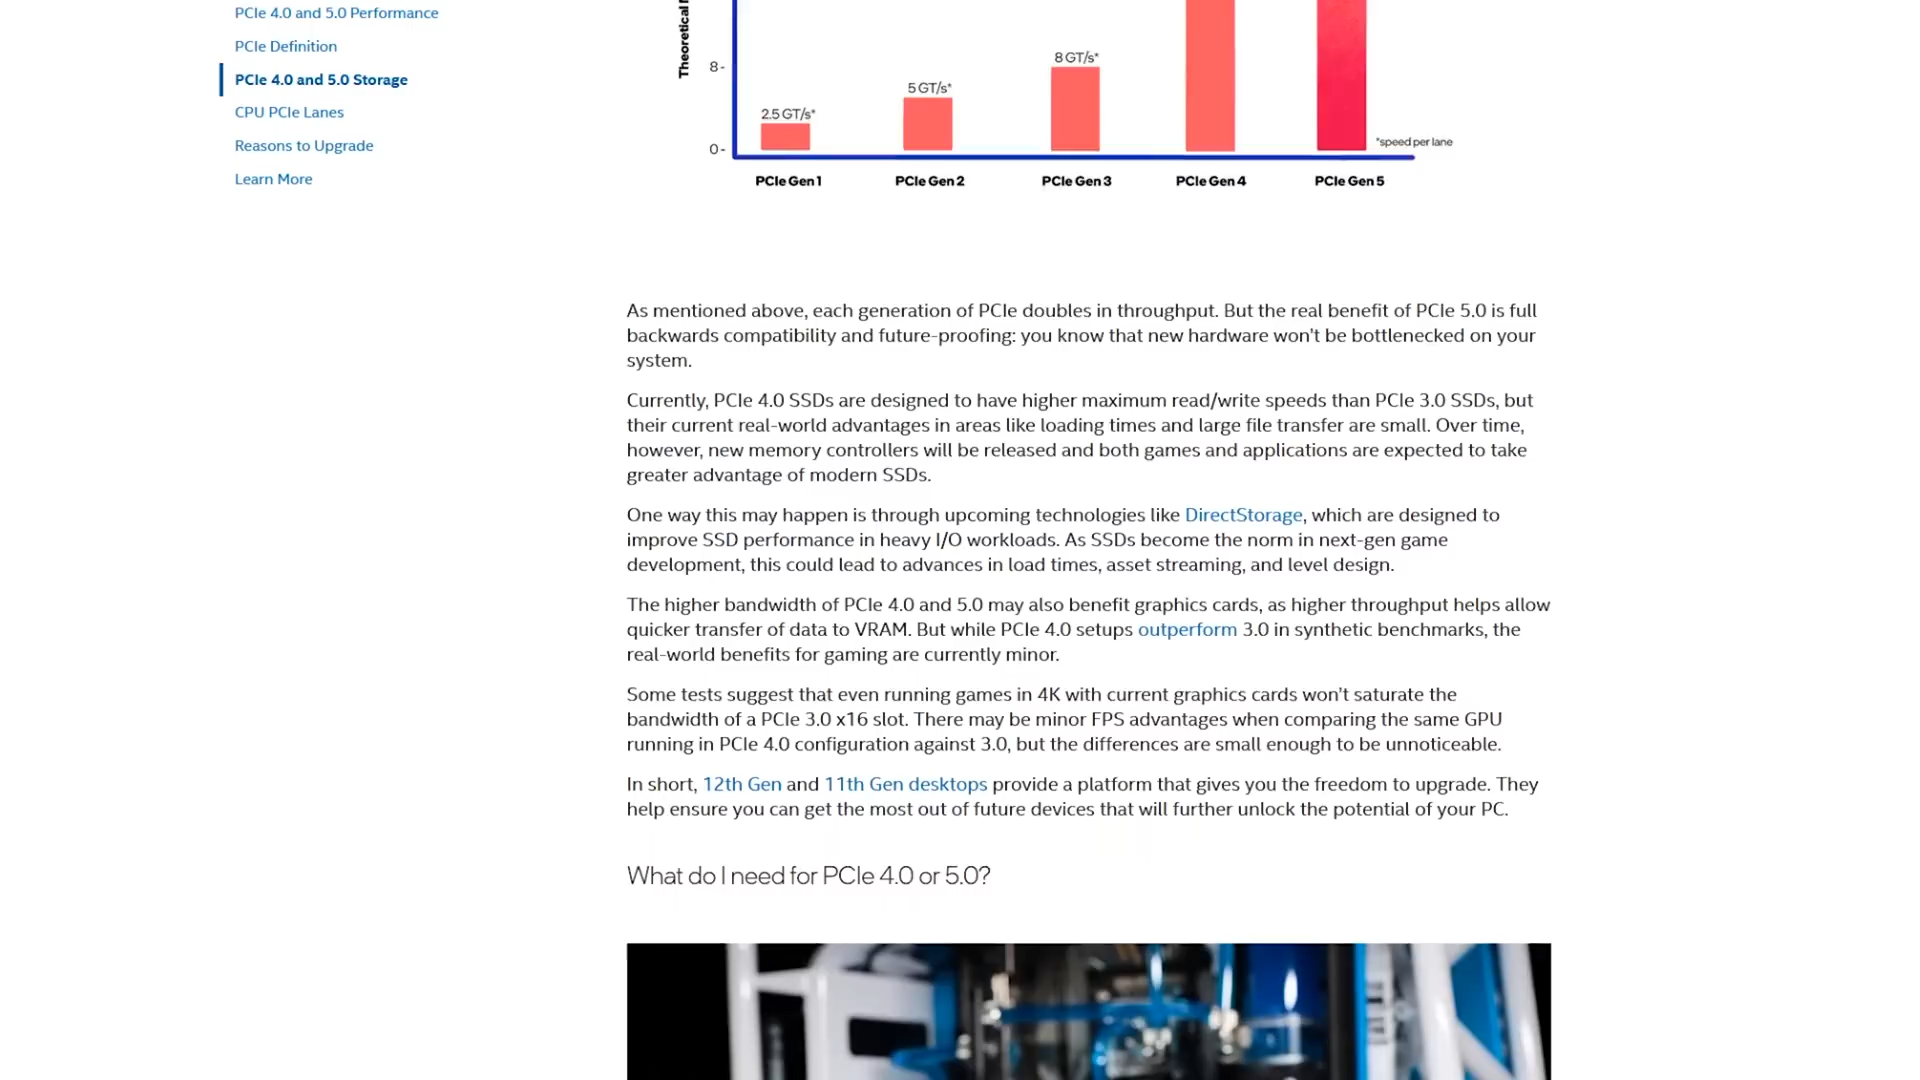 PCIe 4.0 and 5.0 Performance
PCIe Definition
PCIe 4.0 and 5.0 Storage
CPU PCIe Lanes
Reasons to Upgrade
Learn More
Theoretical
8-
0-
2.5 GT/s*
5 GT/s*
8 GT/s*
*speed per lane
PCIe Gen 1
PCIe Gen 2
PCIe Gen 3
PCIe Gen 4
PCIe Gen 5
As mentioned above, each generation of PCIe doubles in throughput. But the real benefit of PCIe 5.0 is full
backwards compatibility and future-proofing: you know that new hardware won't be bottlenecked on your
system.
Currently, PCIe 4.0 SSDs are designed to have higher maximum read/write speeds than PCIe 3.0 SSDs, but
their current real-world advantages in areas like loading times and large file transfer are small. Over time,
however, new memory controllers will be released and both games and applications are expected to take
greater advantage of modern SSDs.
One way this may happen is through upcoming technologies like DirectStorage, which are designed to
improve SSD performance in heavy I/O workloads. As SSDs become the norm in next-gen game
development, this could lead to advances in load times, asset streaming, and level design.
The higher bandwidth of PCIe 4.0 and 5.0 may also benefit graphics cards, as higher throughput helps allow
quicker transfer of data to VRAM. But while PCIe 4.0 setups outperform 3.0 in synthetic benchmarks, the
real-world benefits for gaming are currently minor.
Some tests suggest that even running games in 4K with current graphics cards won't saturate the
bandwidth of a PCIe 3.0 x16 slot. There may be minor FPS advantages when comparing the same GPU
running in PCIe 4.0 configuration against 3.0, but the differences are small enough to be unnoticeable.
In short, 12th Gen and 11th Gen desktops provide a platform that gives you the freedom to upgrade. They
help ensure you can get the most out of future devices that will further unlock the potential of your PC.
What do I need for PCIe 4.0 or 5.0?